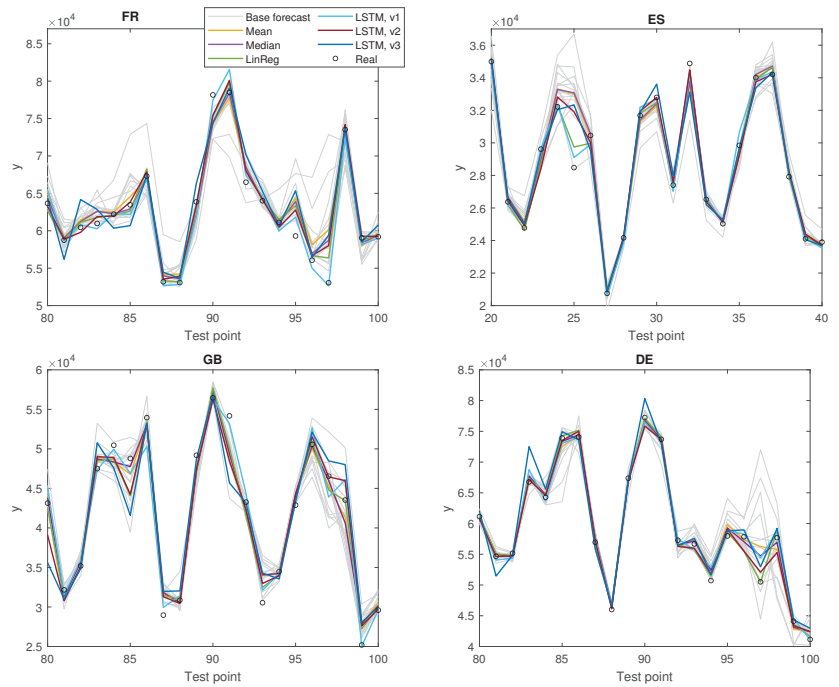 FR
×10^4
Base forecast
Mean
Median
LinReg
LSTM, v1
LSTM, v2
LSTM, v3
Real
8.5
8
7.5
7
6.5
6
5.5
5
y
80 85 90 95 100
Test point
ES
×10^4
3.6
3.4
3.2
3
2.8
2.6
2.4
2.2
2
y
20 25 30 35 40
Test point
GB
×10^4
6
5.5
5
4.5
4
3.5
3
2.5
y
80 85 90 95 100
Test point
DE
×10^4
8.5
8
7.5
7
6.5
6
5.5
5
4.5
4
y
80 85 90 95 100
Test point